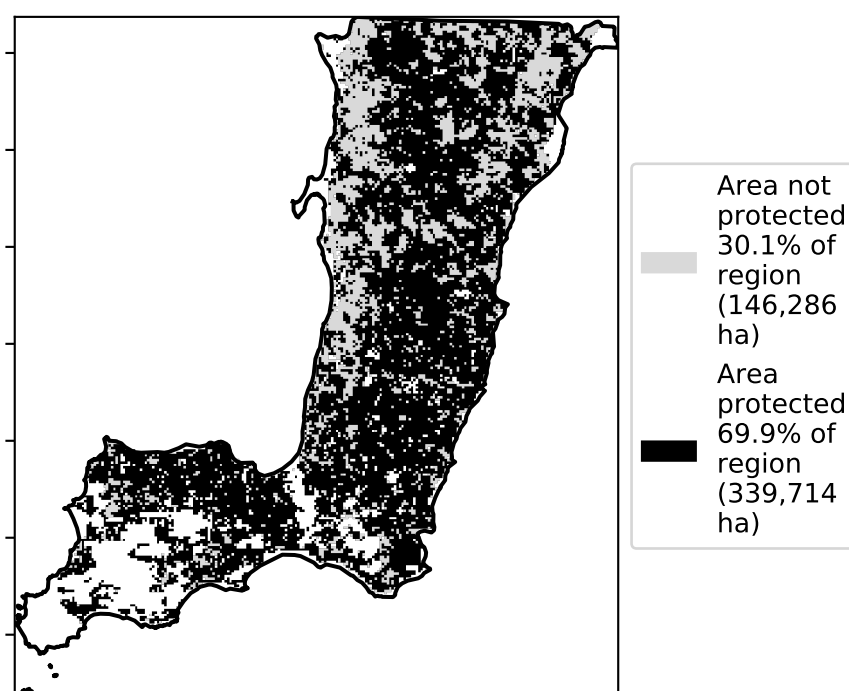 Area not
protected
30.1% of
region
(146,286
ha)
Area
protected
69.9% of
region
(339,714
ha)